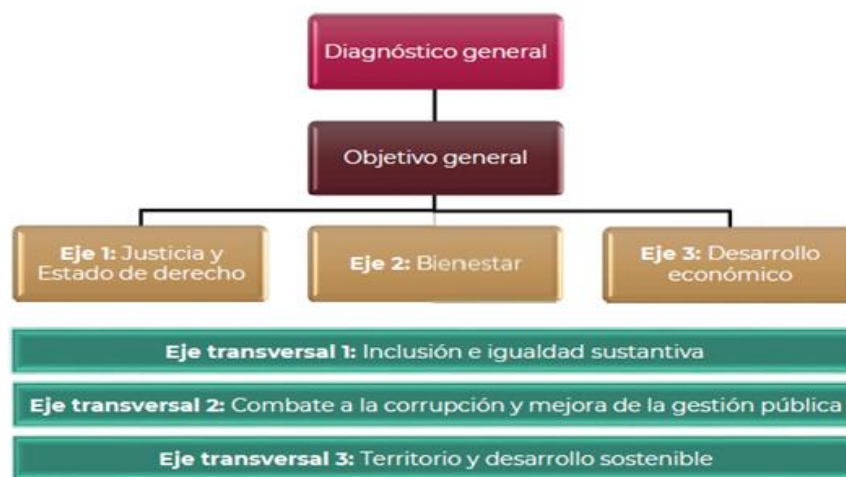 Diagnóstico general
Objetivo general
Eje 1: Justicia y
Estado de derecho
Eje 2: Bienestar
Eje 3: Desarrollo
económico
Eje transversal 1: Inclusión e igualdad sustantiva
Eje transversal 2: Combate a la corrupción y mejora de la gestión pública
Eje transversal 3: Territorio y desarrollo sostenible